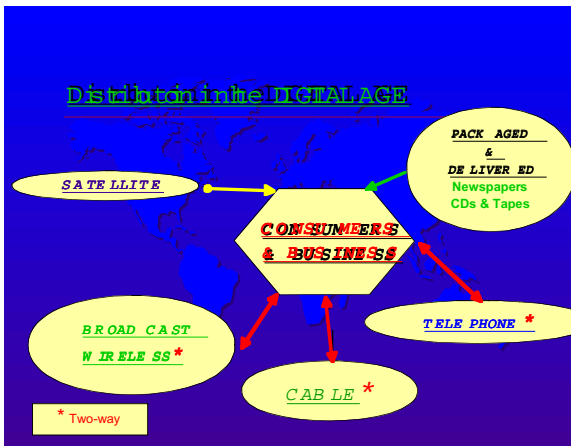 Distribution in the DIGITAL AGE
PACKAGED
&
DELIVERED
Newspapers
CDs & Tapes
SATELLITE
CONSUMERS
& BUSINESS
TELEPHONE *
BROADCAST
WIRELESS*
CABLE *
* Two-way